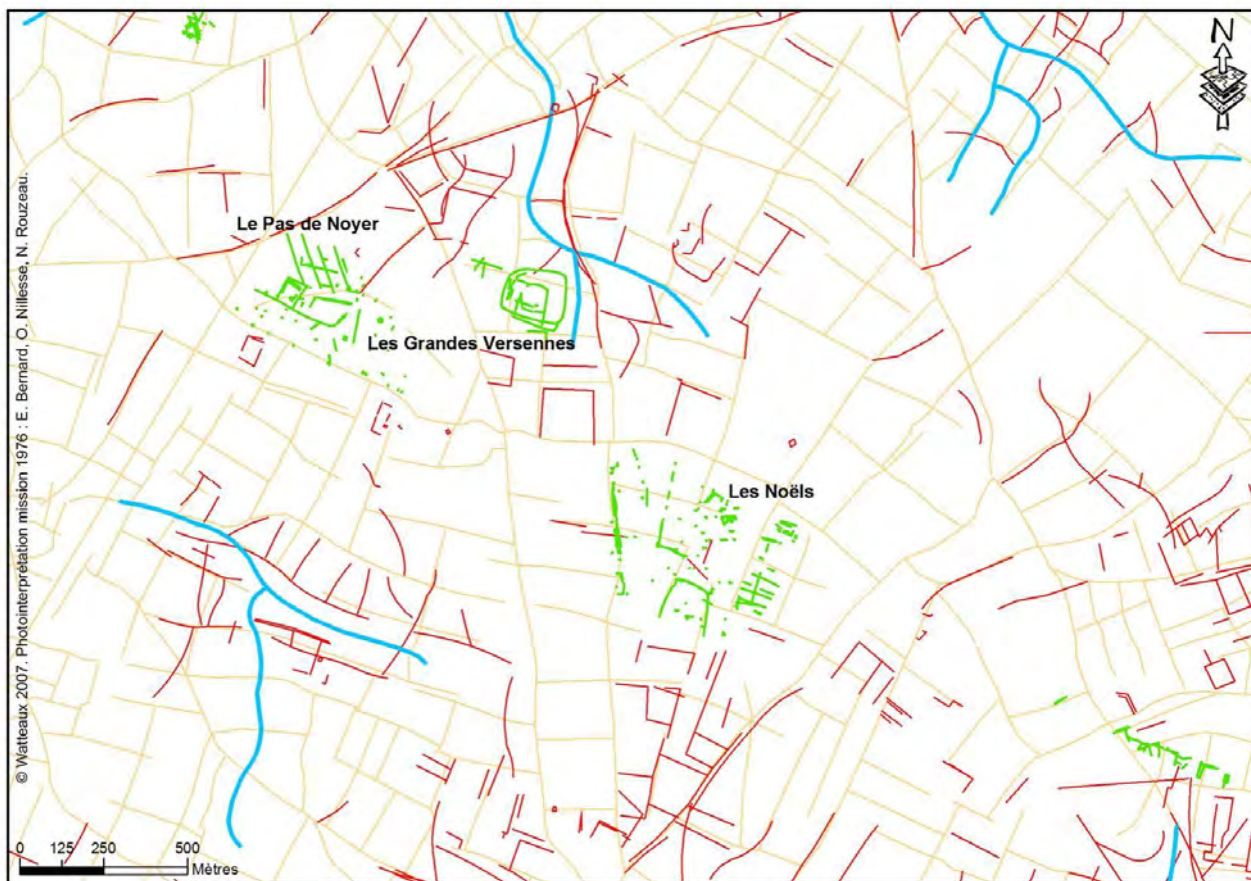 N
Le Pas de Noyer
Les Grandes Versennes
Les Noëls
© Watteaux 2007. Photointerprétation mission 1976 : E. Bernard, O. Nillesse, N. Rouzeau.
0 125 250 500
Mètres